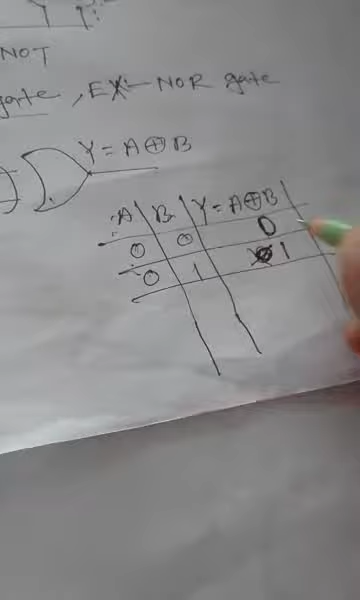 NOT
gate, EX-NOR gate
Y = A ⊕ B
A B Y = A ⊕ B
0 0 0
0 1 1